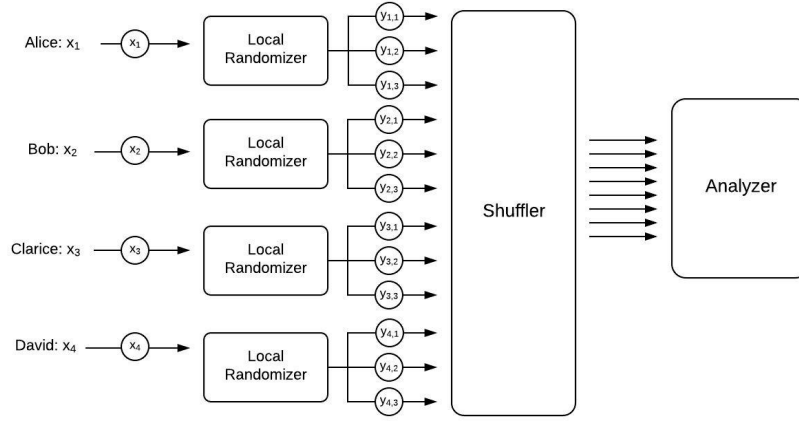 Alice: x₁
x₁
Local
Randomizer
y₁,₁
y₁,₂
y₁,₃
Bob: x₂
x₂
Local
Randomizer
y₂,₁
y₂,₂
y₂,₃
Clarice: x₃
x₃
Local
Randomizer
y₃,₁
y₃,₂
y₃,₃
David: x₄
x₄
Local
Randomizer
y₄,₁
y₄,₂
y₄,₃
Shuffler
Analyzer